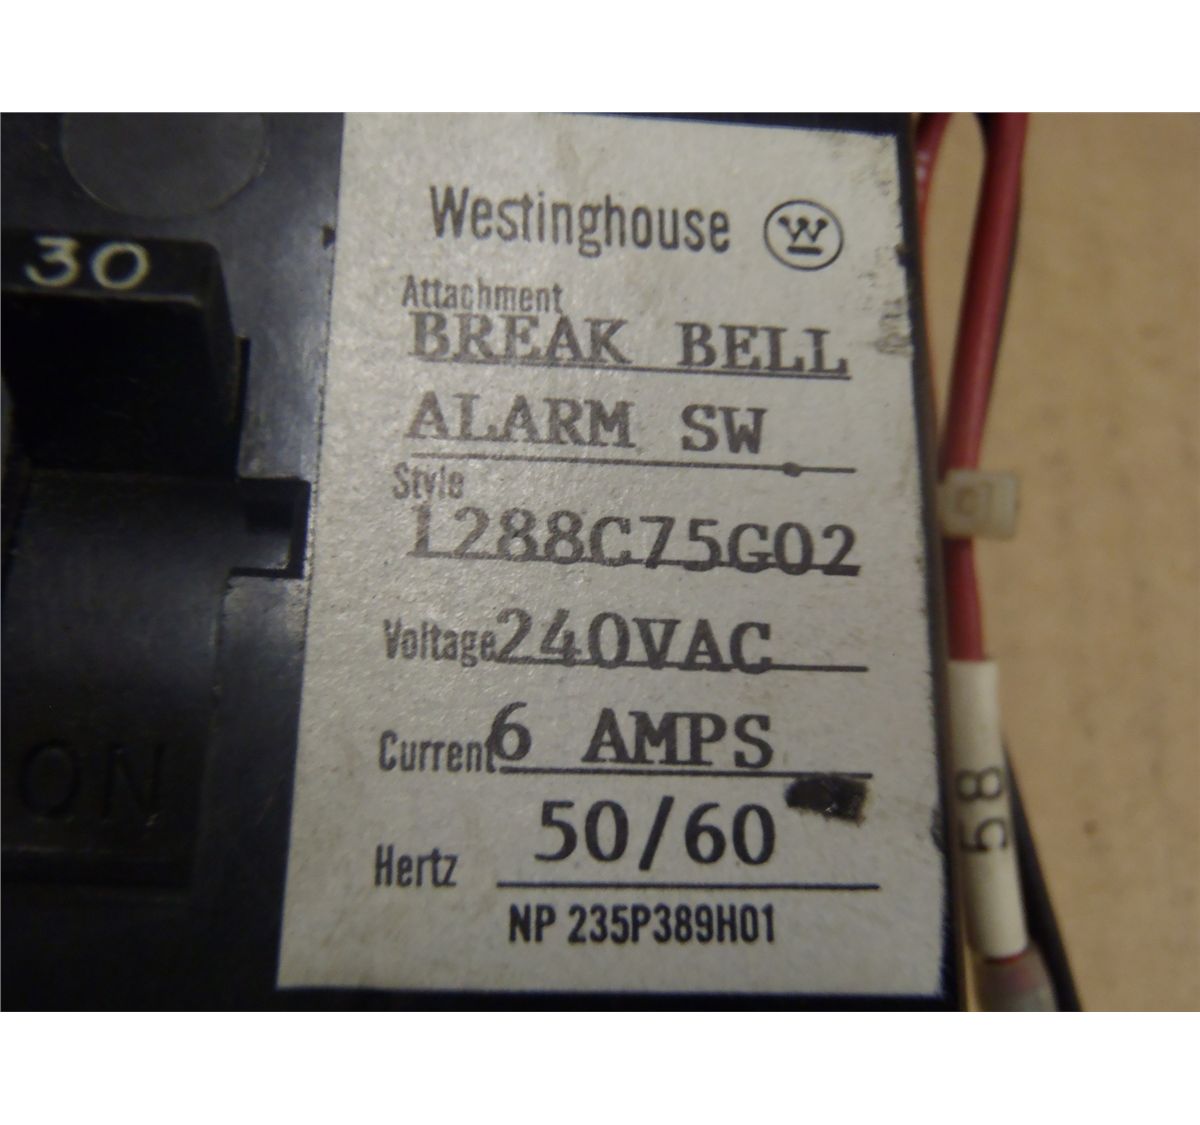 30
Westinghouse W
Attachment
BREAK BELL
ALARM SW
Style
1288C75G02
Voltage 240VAC
Current 6 AMPS
Hertz 50/60
NP 235P389H01
ON
58